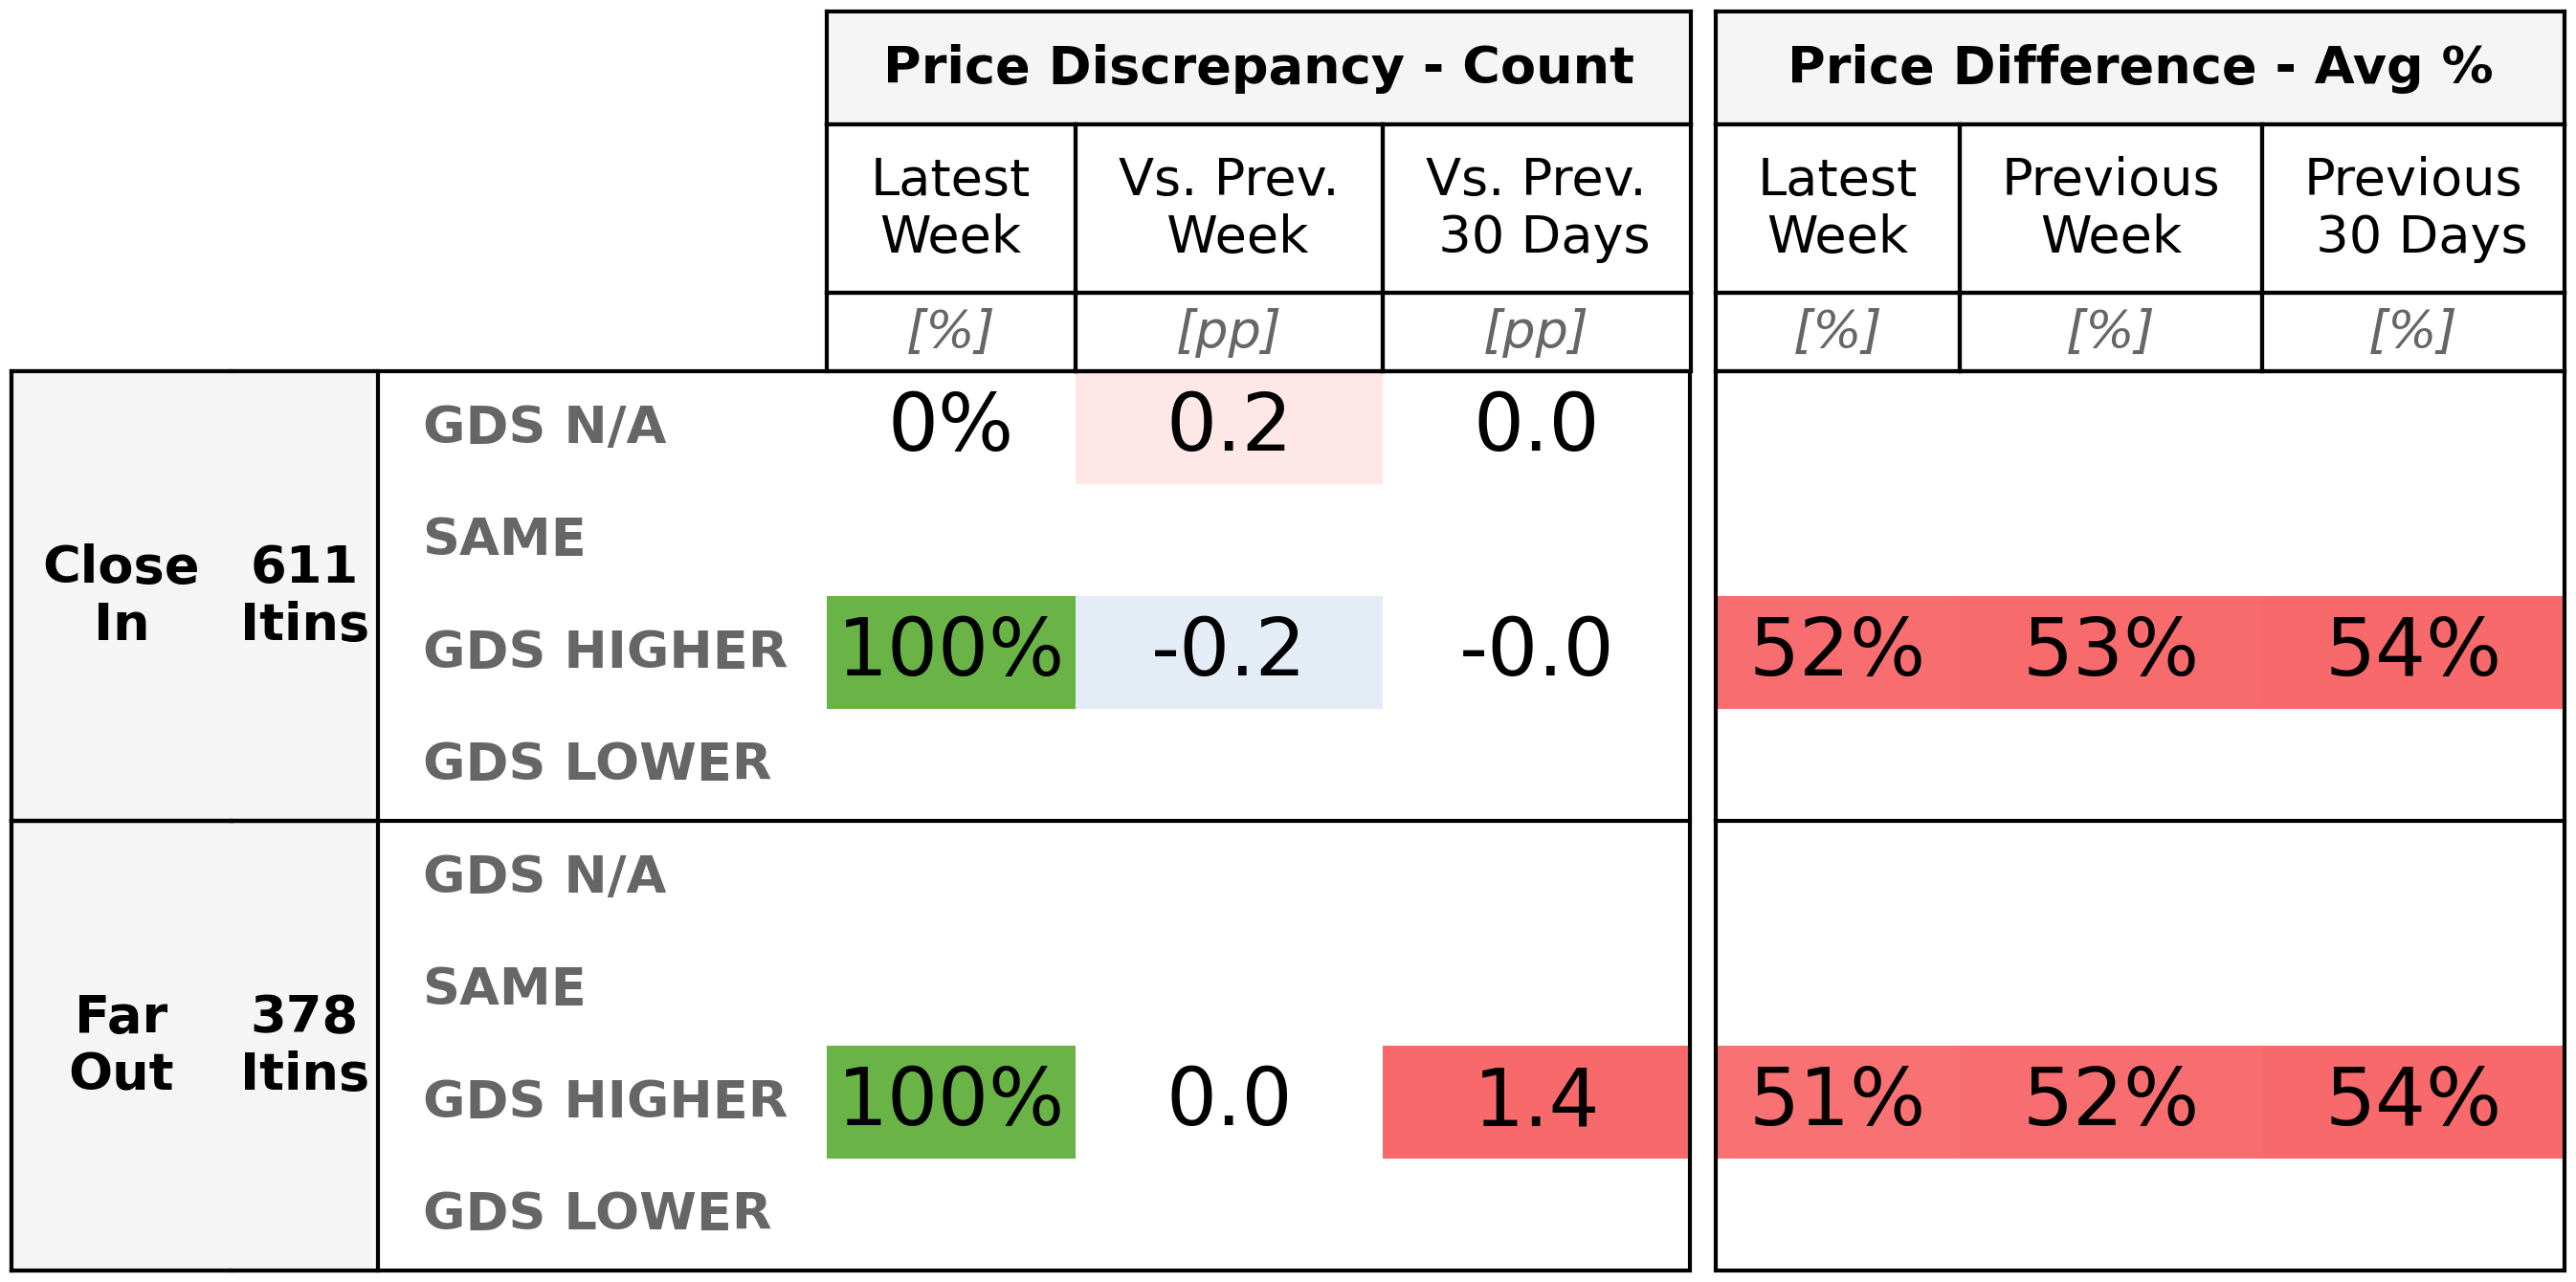 Price Discrepancy - Count Price Difference - Avg %
Latest Week Vs. Prev. Week Vs. Prev. 30 Days Latest Week Previous Week Previous 30 Days
[%] [pp] [pp] [%] [%] [%]
Close In 611 Itins
GDS N/A 0% 0.2 0.0
SAME
GDS HIGHER 100% -0.2 -0.0 52% 53% 54%
GDS LOWER
Far Out 378 Itins
GDS N/A
SAME
GDS HIGHER 100% 0.0 1.4 51% 52% 54%
GDS LOWER